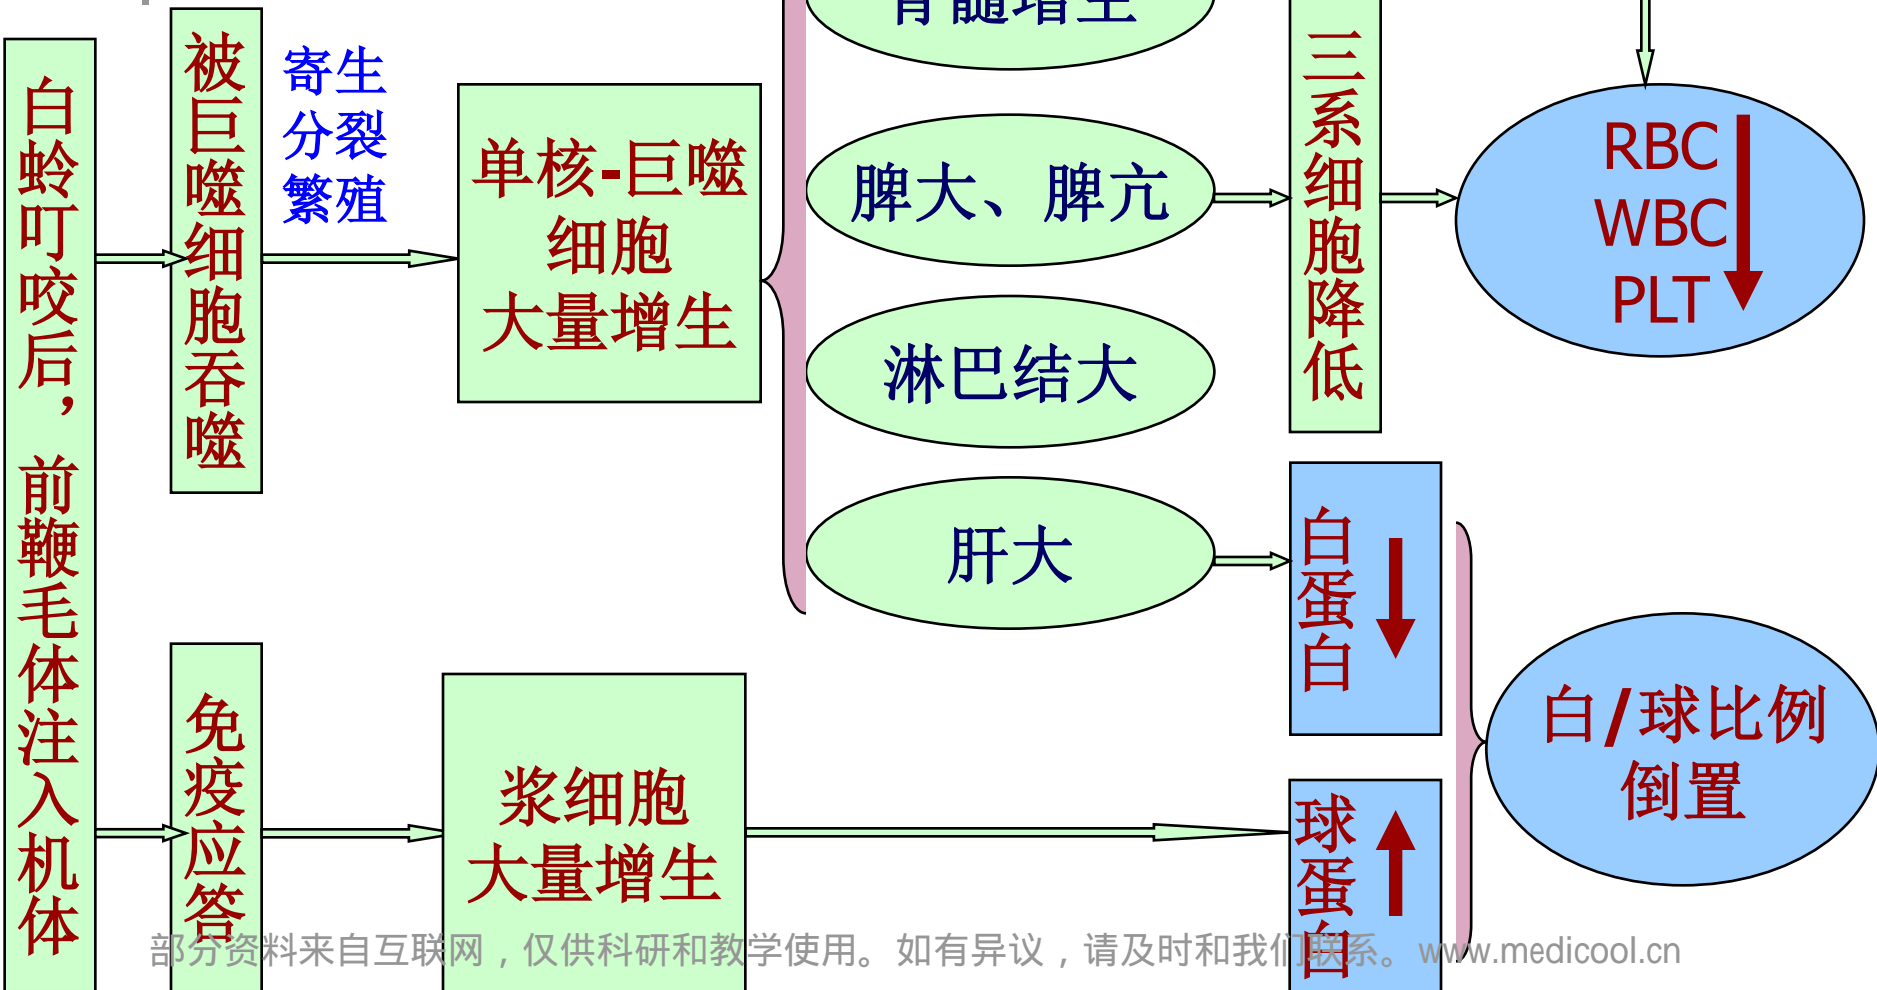 白蛉叮咬后，前鞭毛体注入机体
被巨噬细胞吞噬
寄生
分裂
繁殖
单核-巨噬
细胞
大量增生
骨髓增生
脾大、脾亢
淋巴结大
肝大
三系细胞降低
RBC
WBC
PLT
白蛋白
免疫应答
浆细胞
大量增生
球蛋白
白/球比例
倒置
部分资料来自互联网，仅供科研和教学使用。如有异议，请及时和我们联系。www.medicool.cn